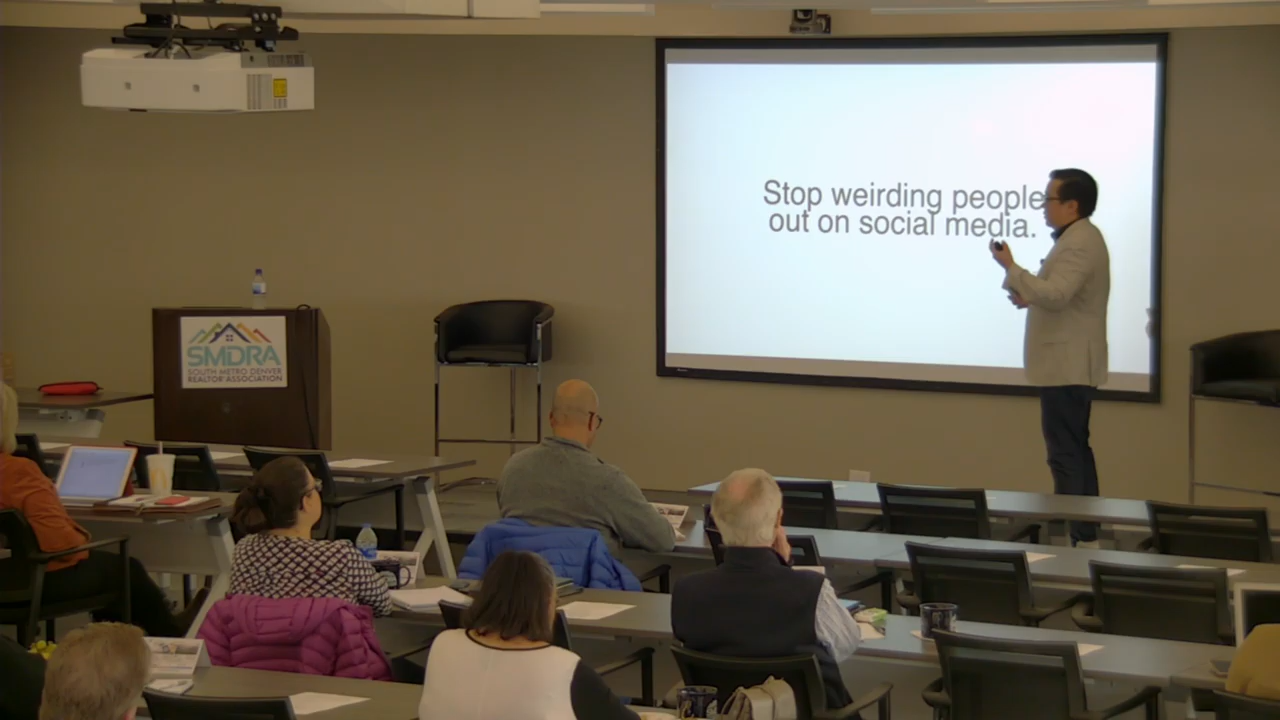 Stop weirding people
out on social media.
SMDRA
SOUTH METRO DENVER
REALTOR® ASSOCIATION